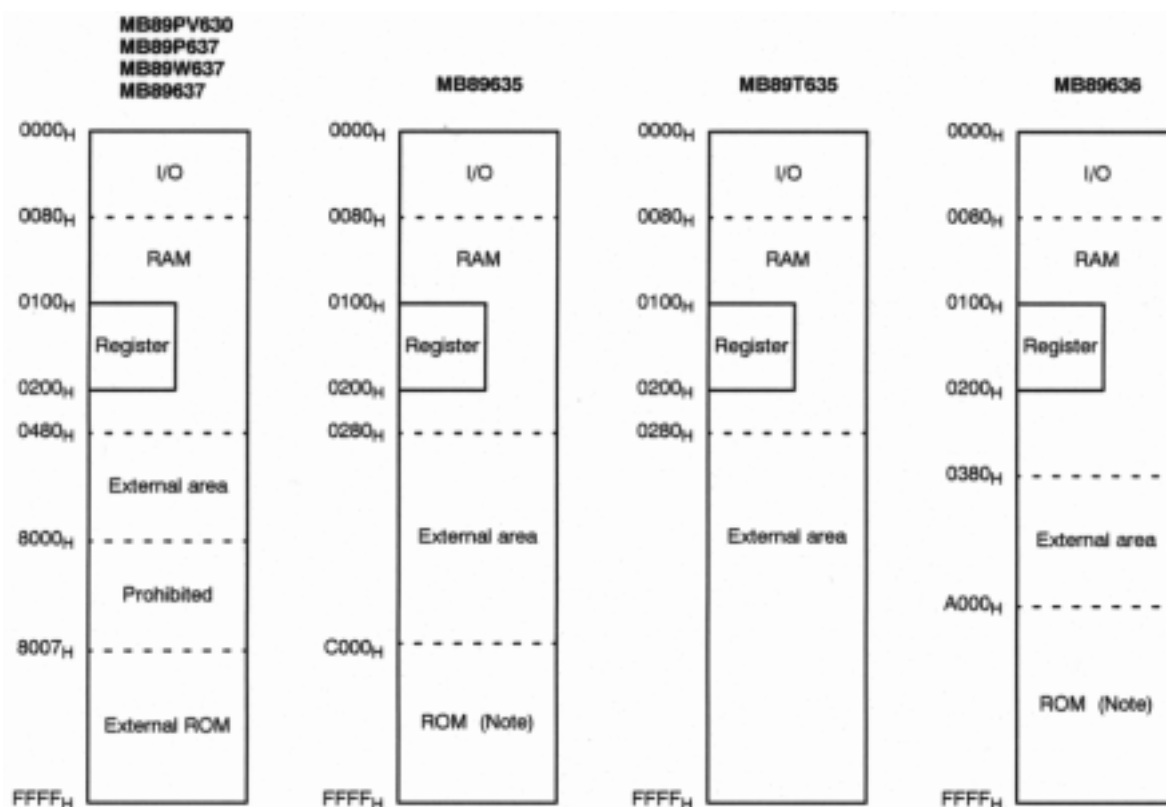 MB89PV630
MB89P637
MB89W637
MB89637
0000H
I/O
0080H
RAM
0100H
Register
0200H
0480H
External area
8000H
Prohibited
8007H
External ROM
FFFFH
MB89635
0000H
I/O
0080H
RAM
0100H
Register
0200H
0280H
External area
C000H
ROM (Note)
FFFFH
MB89T635
0000H
I/O
0080H
RAM
0100H
Register
0200H
0280H
External area
FFFFH
MB89636
0000H
I/O
0080H
RAM
0100H
Register
0200H
0380H
External area
A000H
ROM (Note)
FFFFH